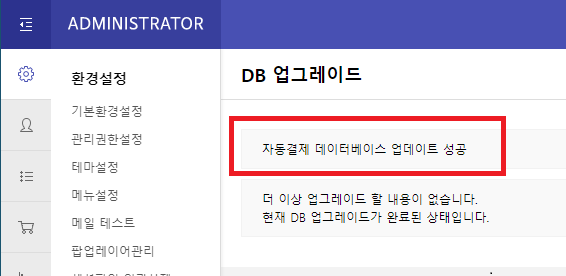 ADMINISTRATOR
환경설정
기본환경설정
관리권한설정
테마설정
메뉴설정
메일 테스트
팝업레이어관리
DB 업그레이드
자동결제 데이터베이스 업데이트 성공
더 이상 업그레이드 할 내용이 없습니다.
현재 DB 업그레이드가 완료된 상태입니다.